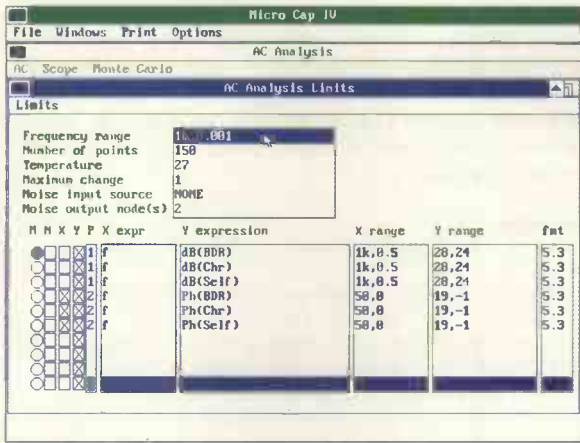 Micro Cap IV
File Windows Print Options
AC Analysis
AC Scope Monte Carlo
AC Analysis Limits
Limits
Frequency range
Number of points 150
Temperature 27
Maximum change 1
Noise input source NONE
Noise output node(s) 2
M N X Y P X expr Y expression X range Y range fmt
1 f dB(BDR) 1k,0.5 28,24 5.3
1 f dB(Chr) 1k,0.5 28,24 5.3
1 f dB(Self) 1k,0.5 28,24 5.3
2 f Ph(BDR) 50,0 19,-1 5.3
2 f Ph(Chr) 50,0 19,-1 5.3
2 f Ph(Self) 50,0 19,-1 5.3